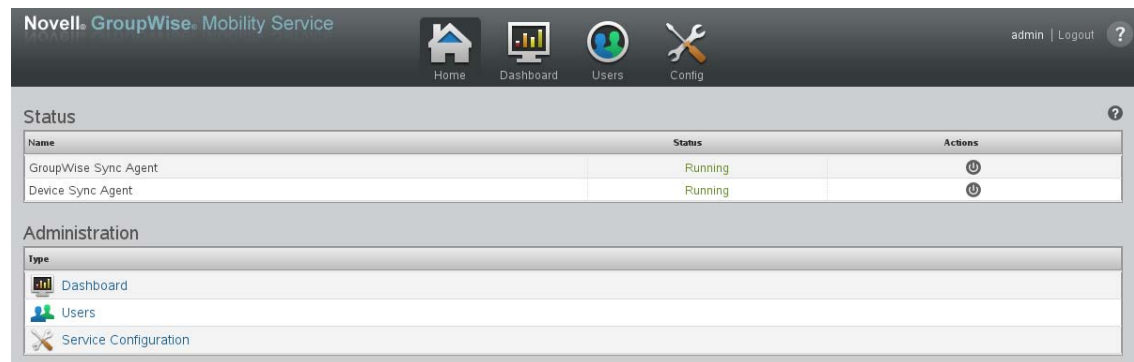 Novell® GroupWise® Mobility Service
Home Dashboard Users Config
admin | Logout ?
Status ?
Name Status Actions
GroupWise Sync Agent Running
Device Sync Agent Running
Administration
Type
Dashboard
Users
Service Configuration